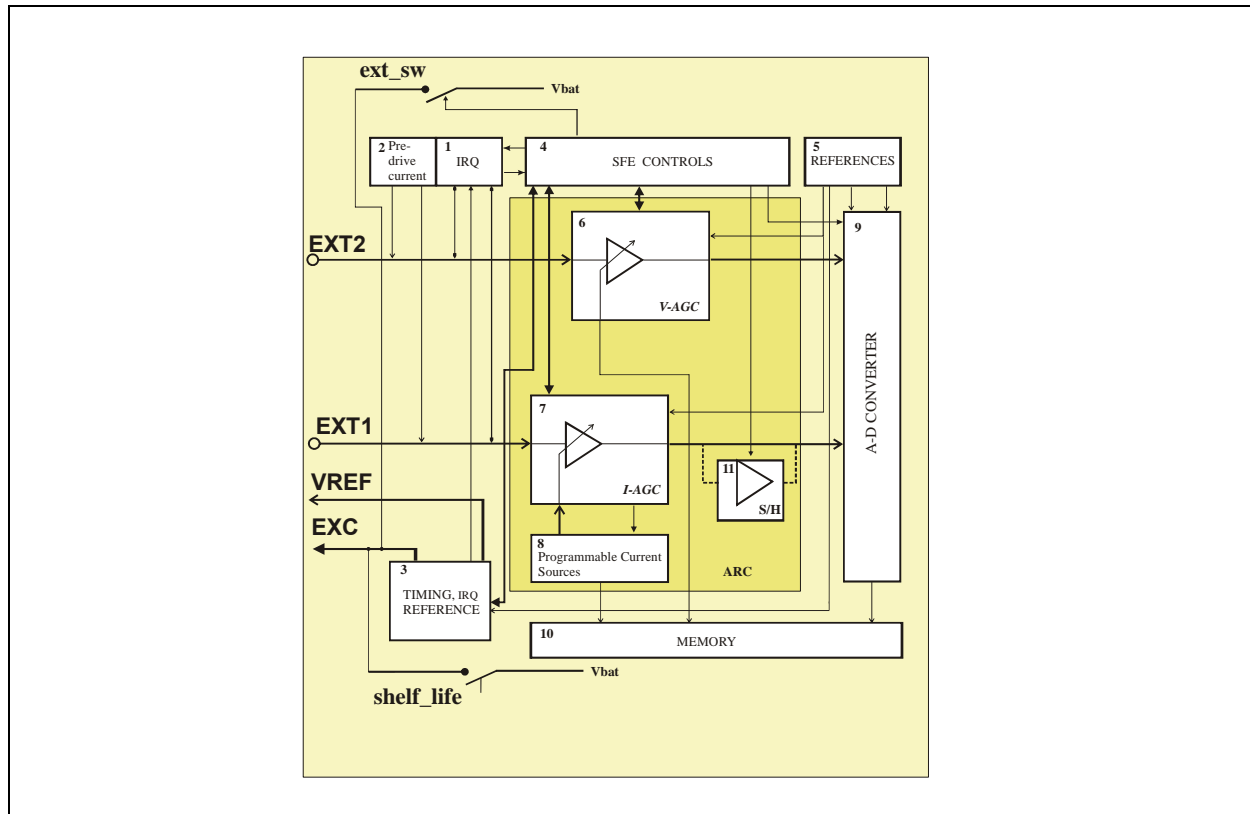 ext_sw
Vbat
2 Pre-
drive
current
1
IRQ
4
SFE CONTROLS
5
REFERENCES
EXT2
6
V-AGC
9
A-D CONVERTER
EXT1
7
I-AGC
11
S/H
VREF
EXC
8
Programmable Current
Sources
ARC
3
TIMING, IRQ
REFERENCE
10
MEMORY
Vbat
shelf_life